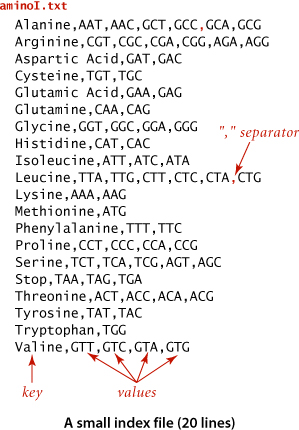 aminoI.txt
Alanine,AAT,AAC,GCT,GCC,GCA,GCG
Arginine,CGT,CGC,CGA,CGG,AGA,AGG
Aspartic Acid,GAT,GAC
Cysteine,TGT,TGC
Glutamic Acid,GAA,GAG
Glutamine,CAA,CAG
Glycine,GGT,GGC,GGA,GGG
Histidine,CAT,CAC
"," separator
Isoleucine,ATT,ATC,ATA
Leucine,TTA,TTG,CTT,CTC,CTA,CTG
Lysine,AAA,AAG
Methionine,ATG
Phenylalanine,TTT,TTC
Proline,CCT,CCC,CCA,CCG
Serine,TCT,TCA,TCG,AGT,AGC
Stop,TAA,TAG,TGA
Threonine,ACT,ACC,ACA,ACG
Tyrosine,TAT,TAC
Tryptophan,TGG
Valine,GTT,GTC,GTA,GTG
key values
A small index file (20 lines)